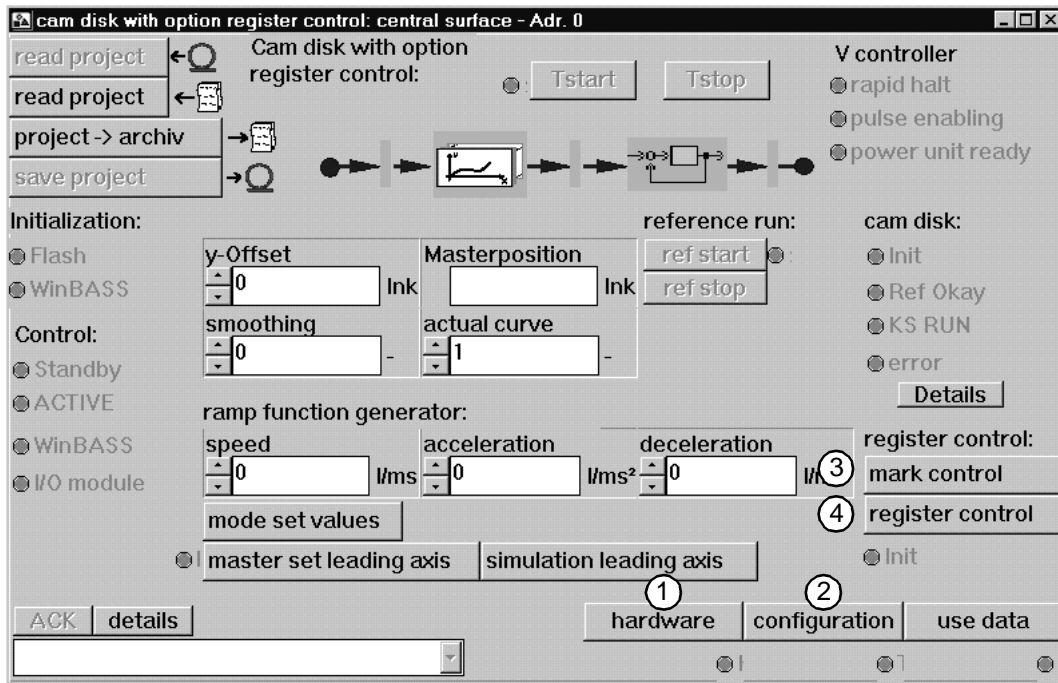 cam disk with option register control: central surface - Adr. 0
read project
read project
project -> archiv
save project
Cam disk with option
register control:
Tstart
Tstop
V controller
rapid halt
pulse enabling
power unit ready
Initialization:
Flash
WinBASS
Control:
Standby
ACTIVE
WinBASS
I/O module
y-Offset
0
Ink
Masterposition
Ink
smoothing
0
-
actual curve
1
-
reference run:
ref start
ref stop
cam disk:
Init
Ref Okay
KS RUN
error
Details
ramp function generator:
speed
0
I/ms
acceleration
0
I/ms²
deceleration
0
register control:
3
mark control
4
register control
Init
mode set values
master set leading axis
simulation leading axis
1
2
ACK
details
hardware
configuration
use data